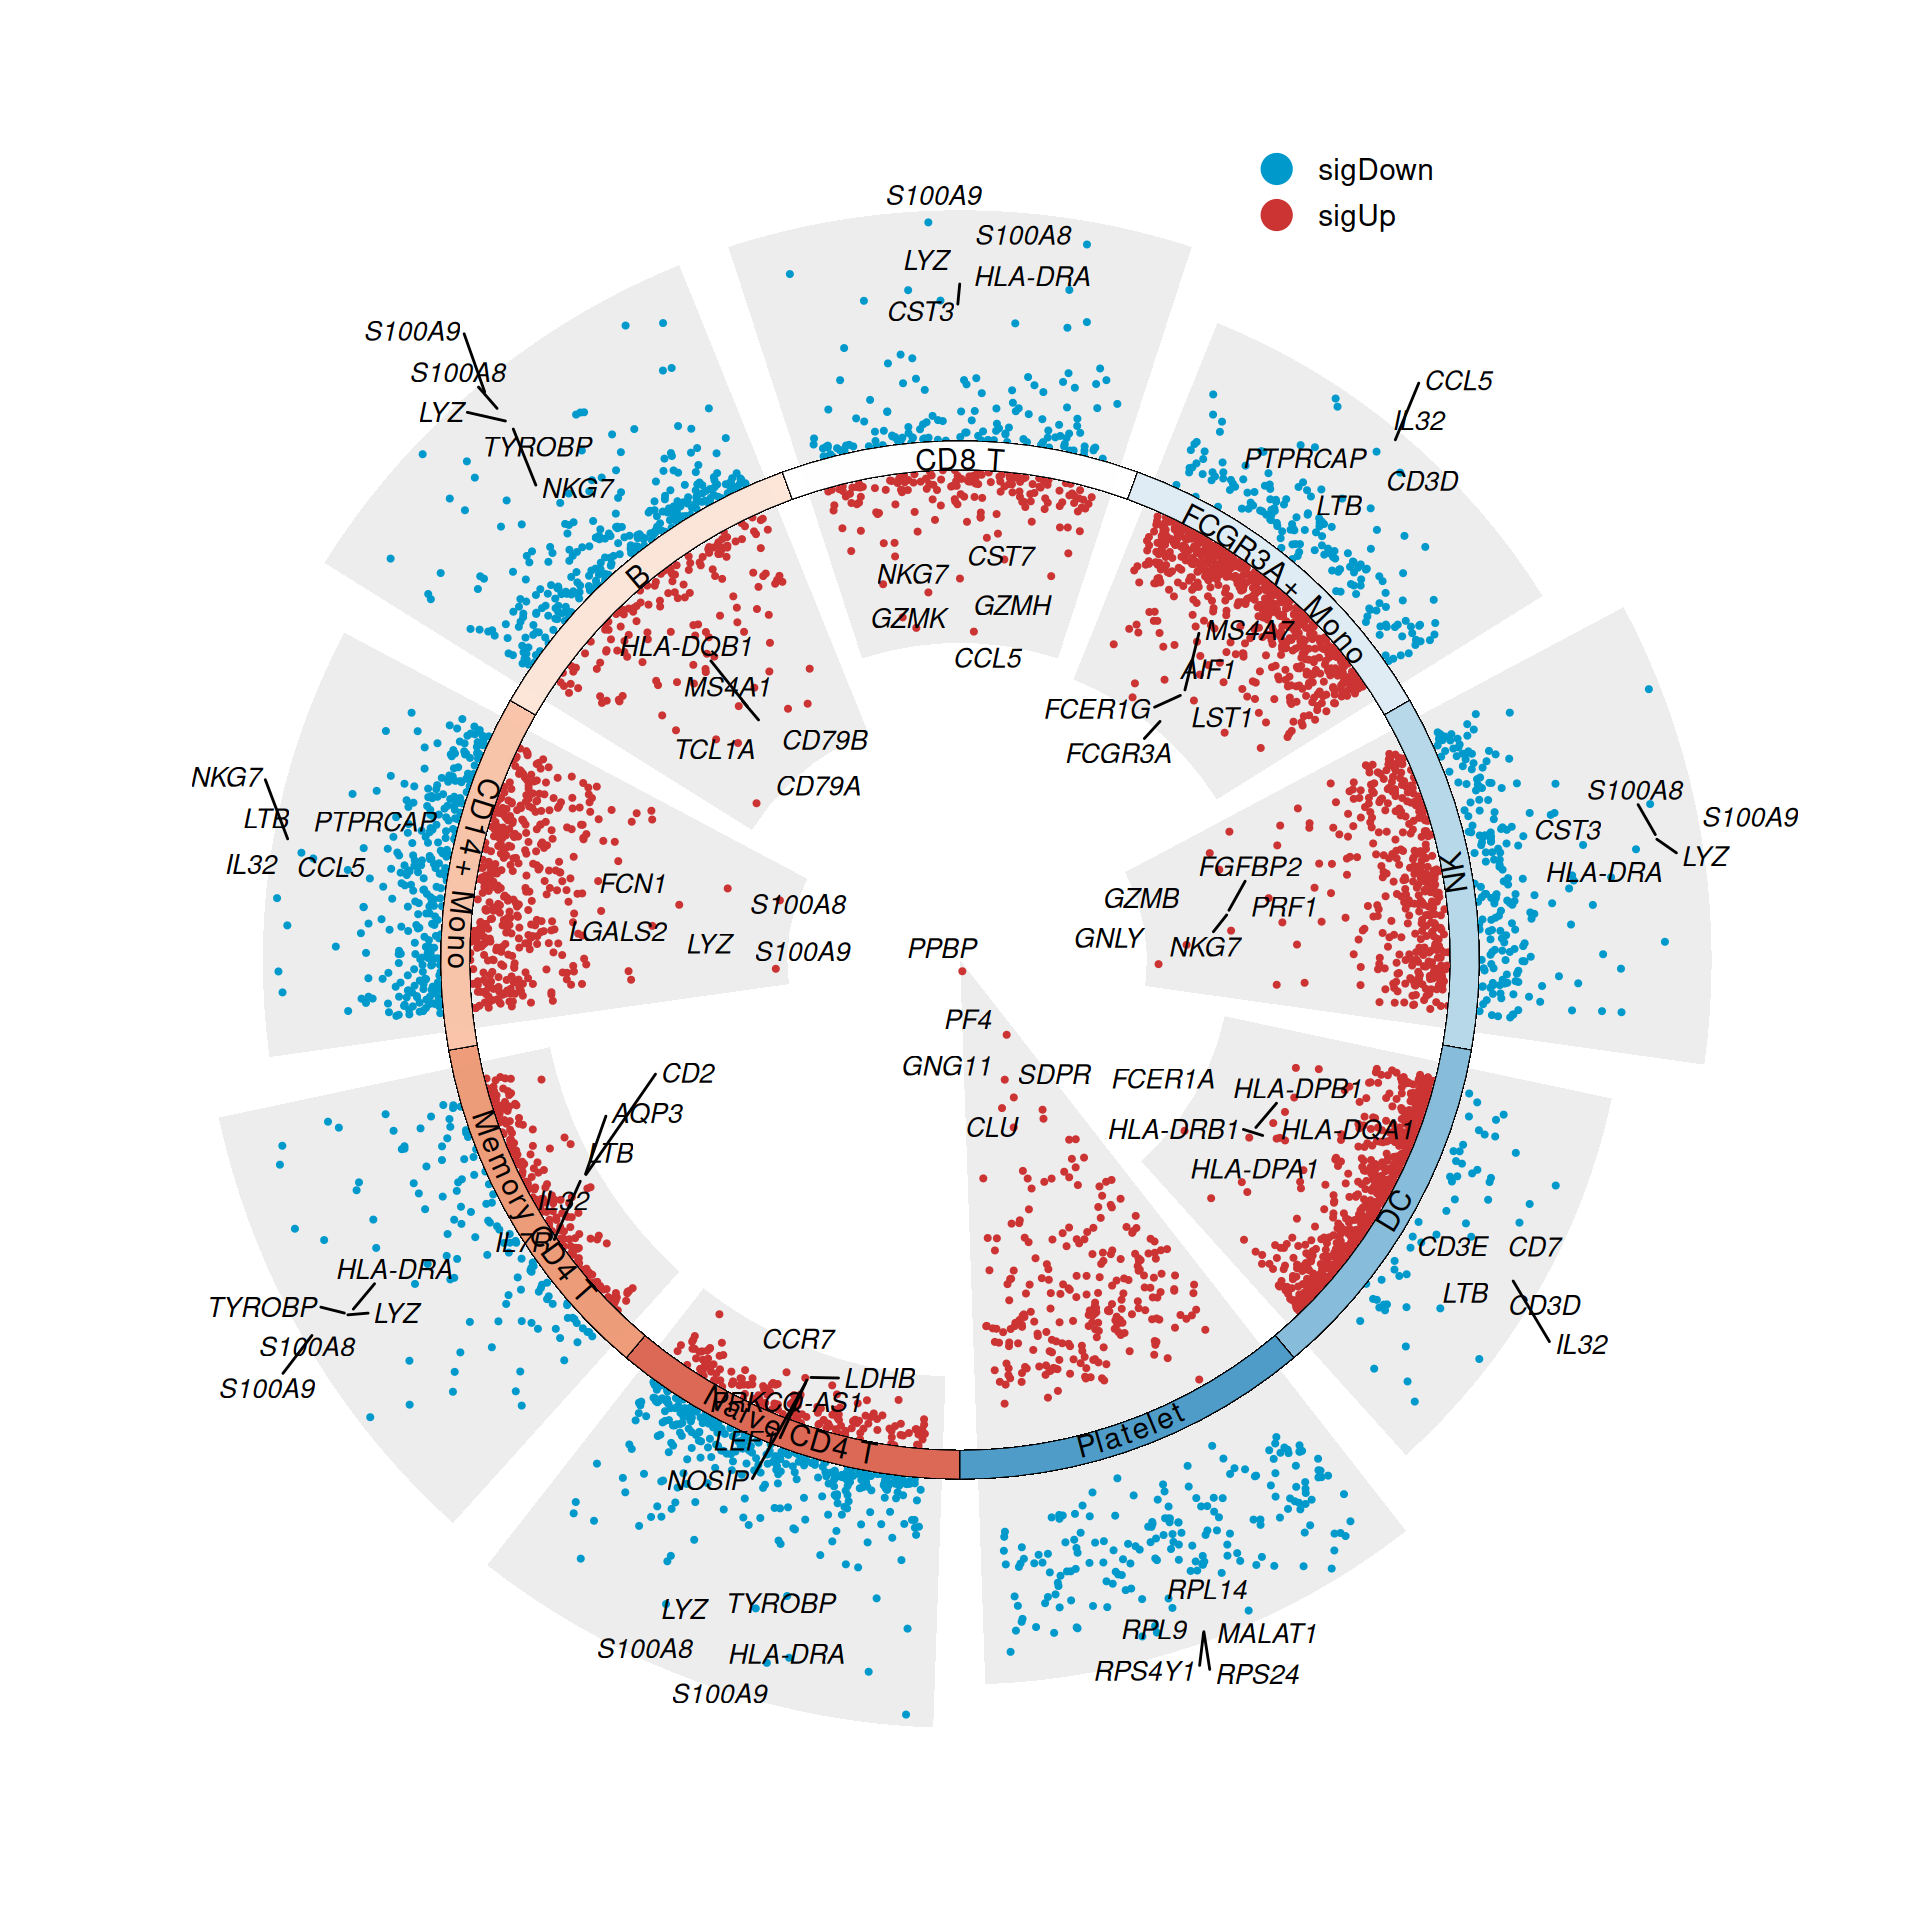 sigDown
sigUp
S100A9
S100A8
LYZ
HLA-DRA
CST3
CD8 T
CST7
NKG7
GZMK
GZMH
CCL5
CCL5
IL32
PTPRCAP
CD3D
LTB
FCGR3A+ Mono
MS4A7
AIF1
FCER1G
LST1
FCGR3A
S100A8
S100A9
CST3
LYZ
HLA-DRA
NK
FGFBP2
GZMB
PRF1
GNLY
NKG7
FCER1A
HLA-DPB1
HLA-DRB1
HLA-DQA1
HLA-DPA1
DC
CD3E
CD7
LTB
CD3D
IL32
PPBP
PF4
GNG11
SDPR
CLU
Platelet
RPL14
RPL9
MALAT1
RPS4Y1
RPS24
CCR7
LDHB
PRKCQ-AS1
LEF1
NOSIP
Naive CD4 T
LYZ
TYROBP
S100A8
HLA-DRA
S100A9
CD2
AQP3
LTB
IL32
IL7R
Memory CD4 T
HLA-DRA
TYROBP
LYZ
S100A8
S100A9
NKG7
LTB
PTPRCAP
IL32
CCL5
CD14+ Mono
FCN1
S100A8
LGALS2
LYZ
S100A9
S100A9
S100A8
LYZ
TYROBP
NKG7
B
HLA-DQB1
MS4A1
TCL1A
CD79B
CD79A